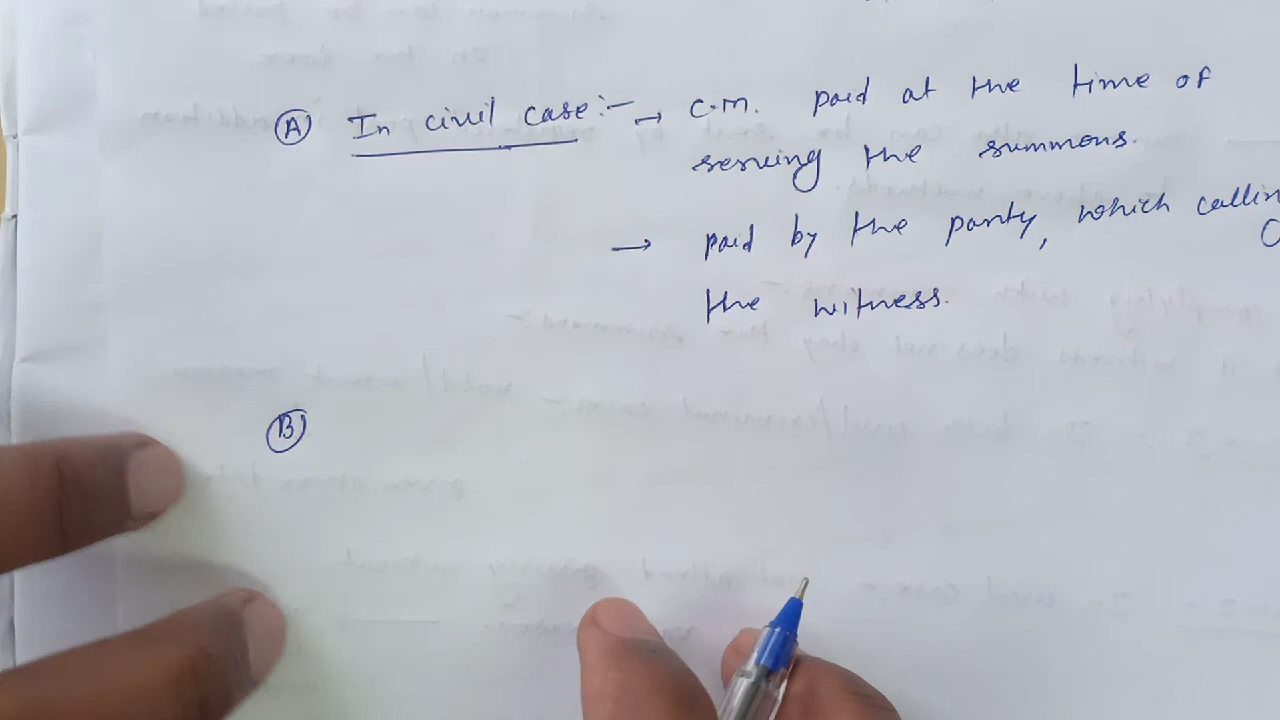 (A) In civil case:- → C.M. paid at the time of
serving the summons.
→ paid by the party, which callin
the witness.
(B)